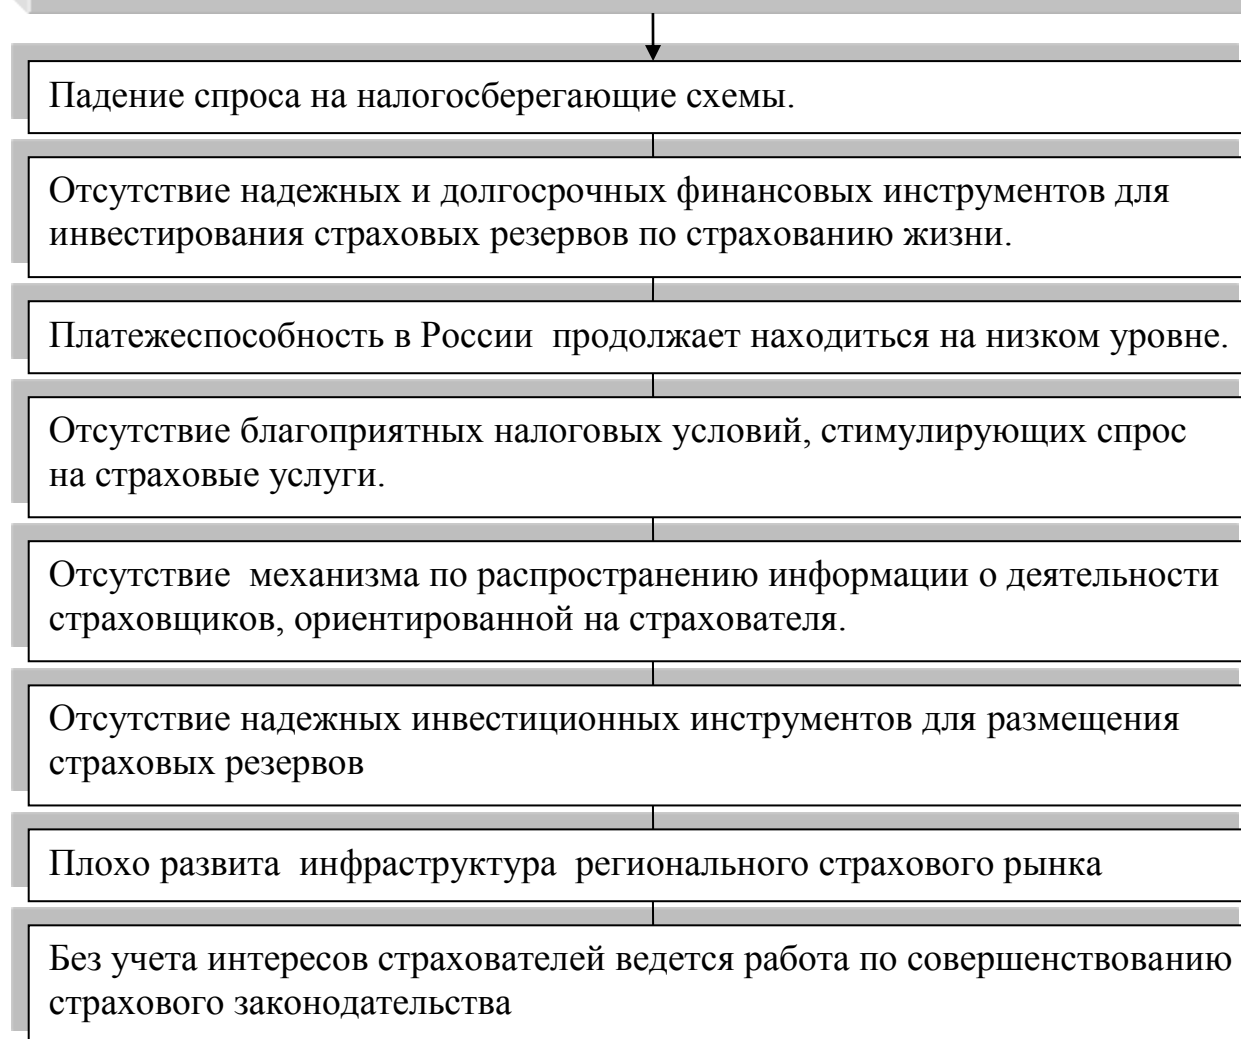 Падение спроса на налогосберегающие схемы.
Отсутствие надежных и долгосрочных финансовых инструментов для
инвестирования страховых резервов по страхованию жизни.
Платежеспособность в России  продолжает находиться на низком уровне.
Отсутствие благоприятных налоговых условий, стимулирующих спрос
на страховые услуги.
Отсутствие  механизма по распространению информации о деятельности
страховщиков, ориентированной на страхователя.
Отсутствие надежных инвестиционных инструментов для размещения
страховых резервов
Плохо развита  инфраструктура  регионального страхового рынка
Без учета интересов страхователей ведется работа по совершенствованию
страхового законодательства